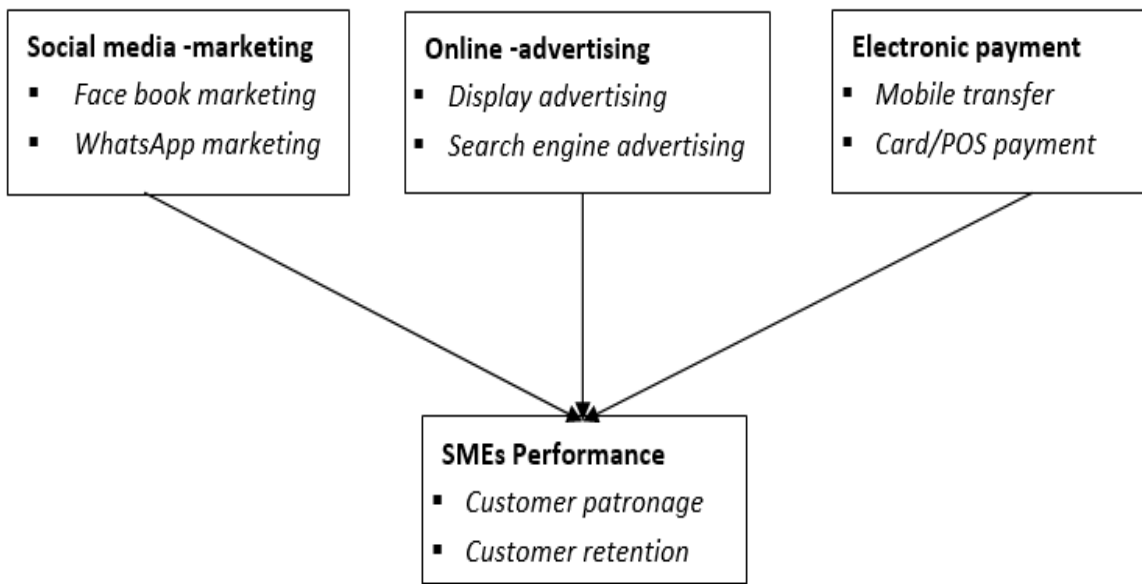 Social media -marketing
▪ Face book marketing
▪ WhatsApp marketing
Online -advertising
▪ Display advertising
▪ Search engine advertising
Electronic payment
▪ Mobile transfer
▪ Card/POS payment
SMEs Performance
▪ Customer patronage
▪ Customer retention